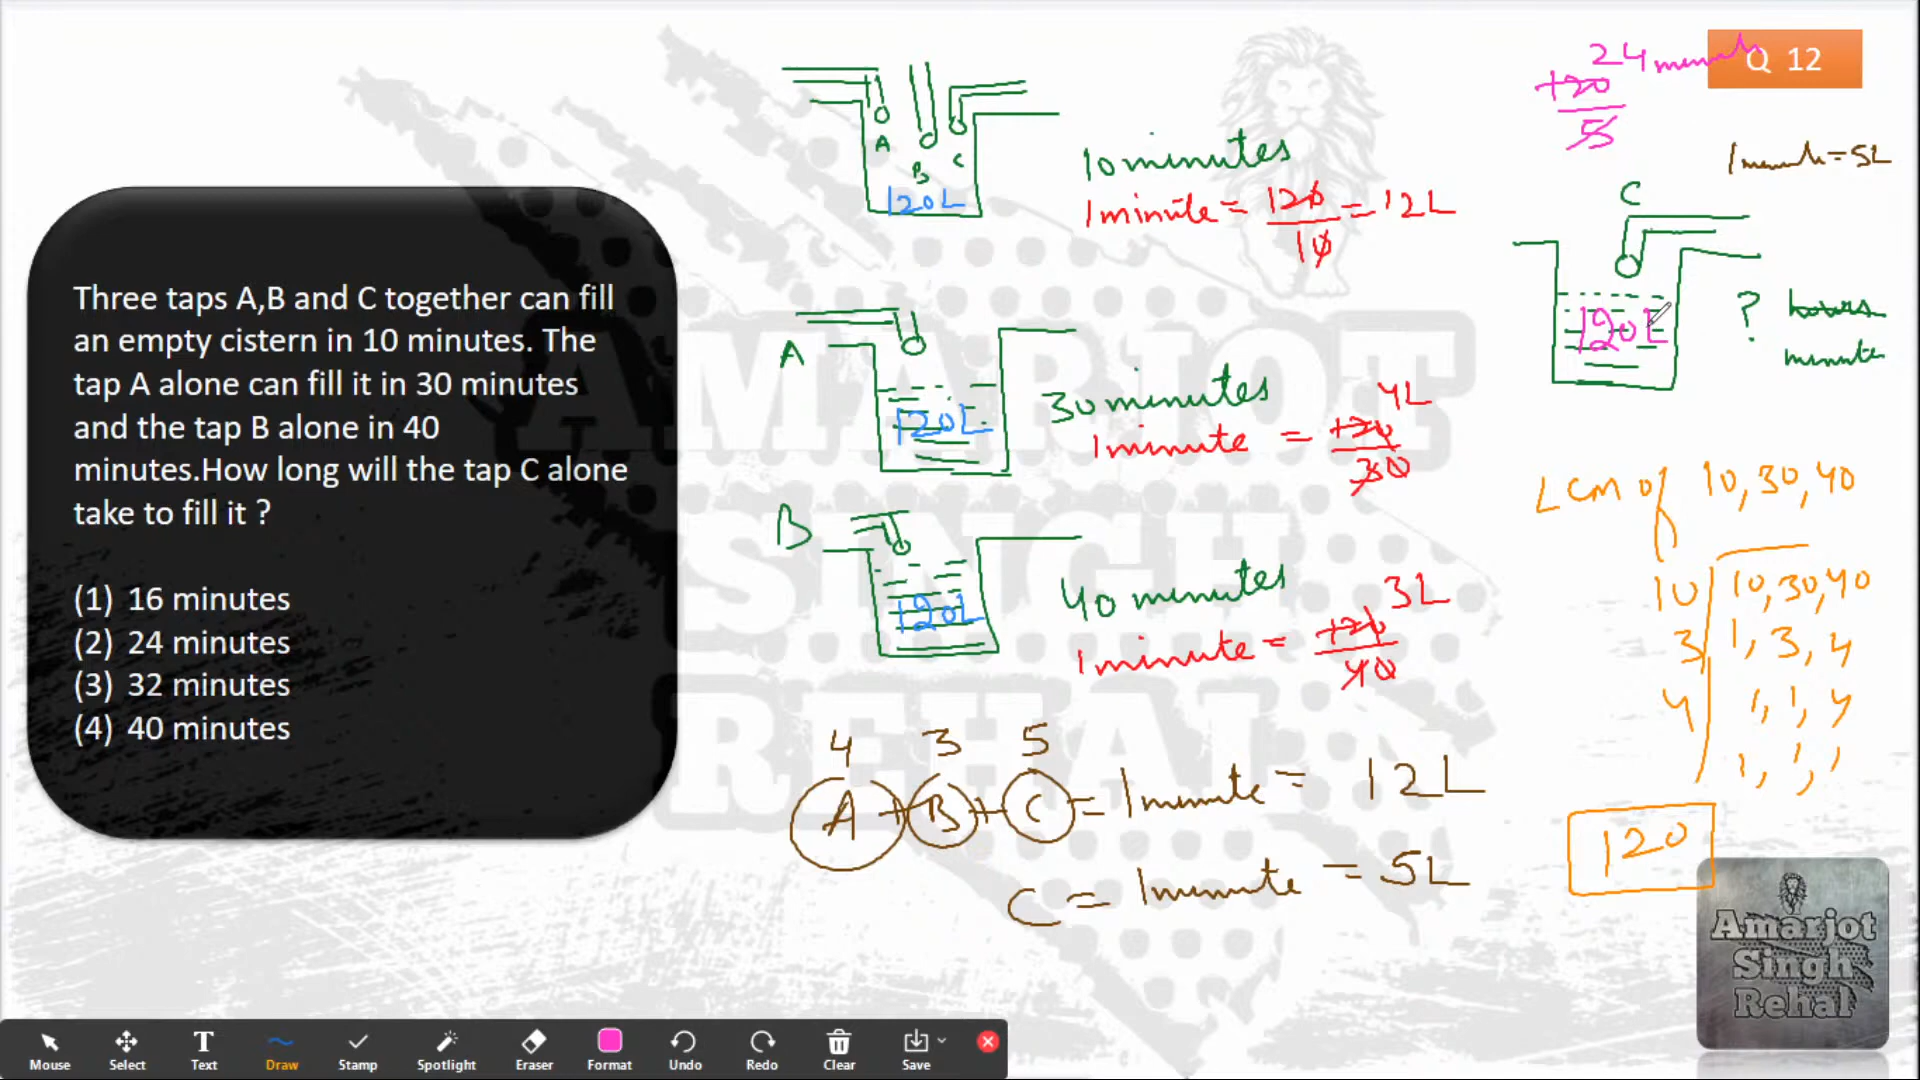 Q 12
Three taps A,B and C together can fill
an empty cistern in 10 minutes. The
tap A alone can fill it in 30 minutes
and the tap B alone in 40
minutes.How long will the tap C alone
take to fill it ?
(1) 16 minutes
(2) 24 minutes
(3) 32 minutes
(4) 40 minutes
A
B
C
120L
10 minutes
1 minute = 120/10 = 12L
A
120L
30 minutes
4L
1 minute = 120/30
B
120L
40 minutes
3L
1 minute = 120/40
4 3 5
A + B + C = 1 minute = 12L
C = 1 minute = 5L
24
120
5
= 5L
C
120L
? hours
minute
LCM of 10, 30, 40
10 | 10, 30, 40
3 | 1, 3, 4
4 | 1, 1, 4
1, 1, 1
120
AMARJOT
SINGH
REHAL
Amarjot
Singh
Rehal
Mouse
Select
Text
Draw
Stamp
Spotlight
Eraser
Format
Undo
Redo
Clear
Save